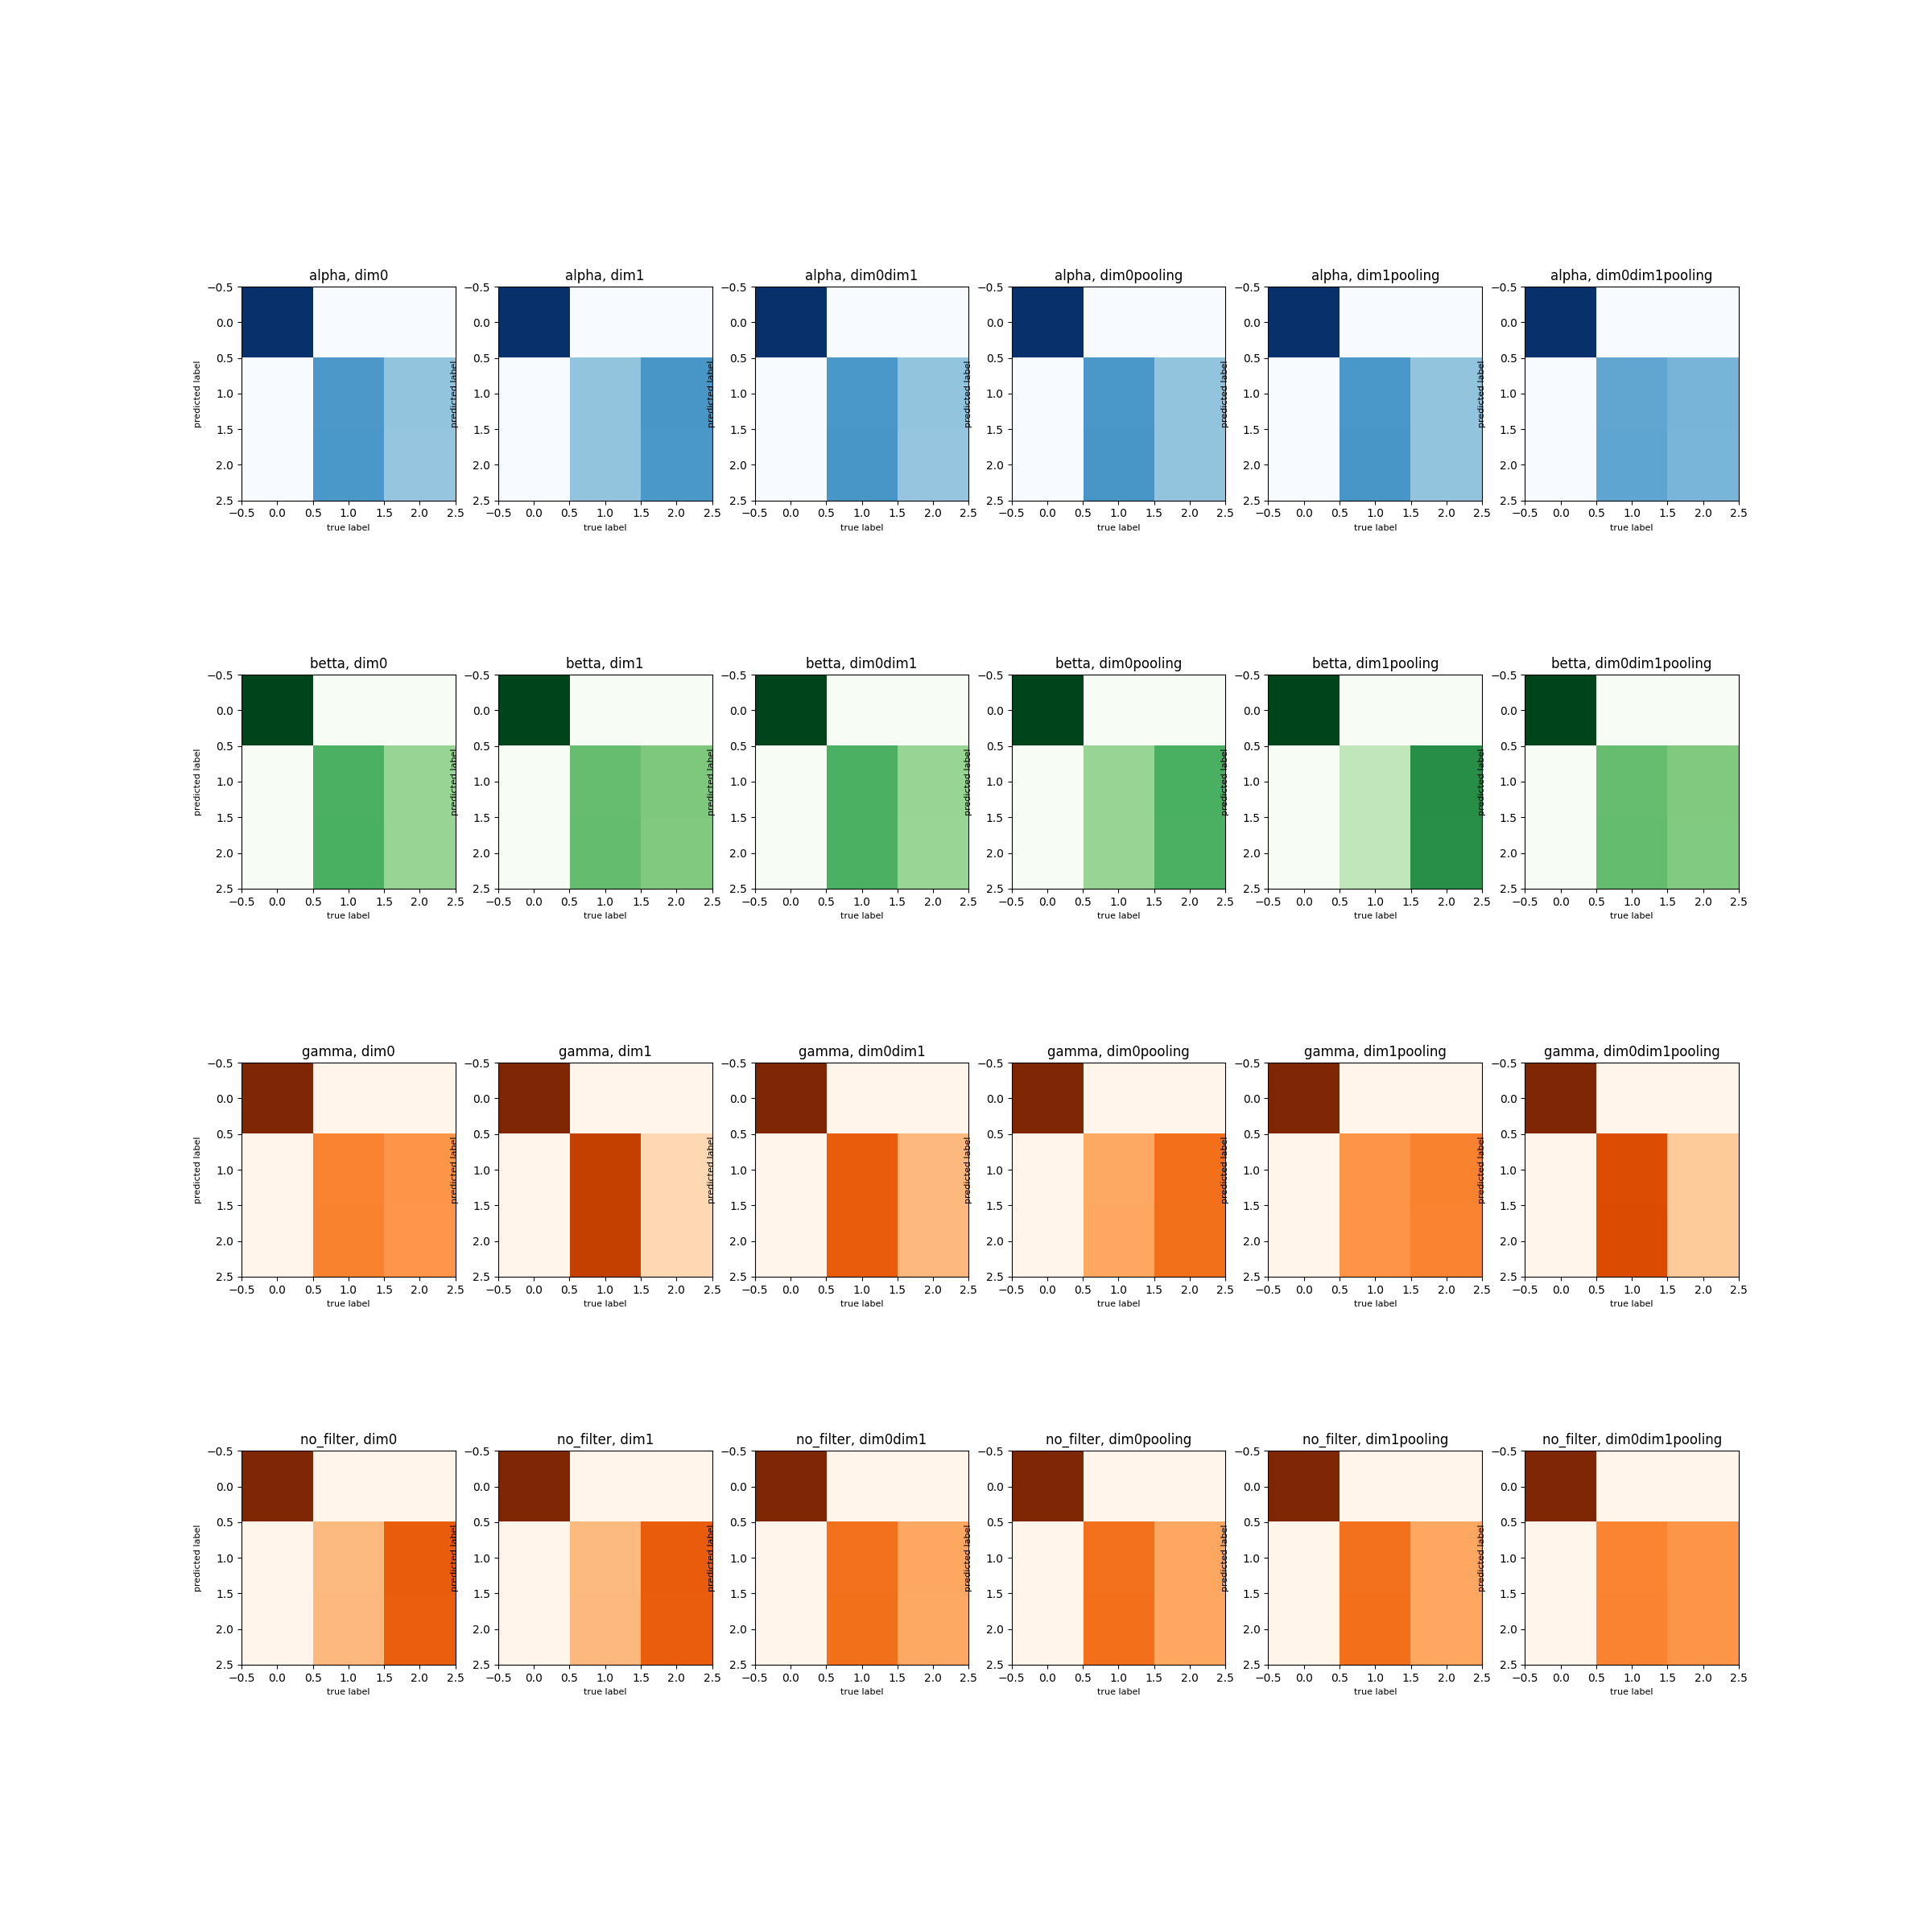 alpha, dim0 alpha, dim1 alpha, dim0dim1 alpha, dim0pooling alpha, dim1pooling alpha, dim0dim1pooling
−0.5 −0.5 −0.5 −0.5 −0.5 −0.5
0.0 0.0 0.0 0.0 0.0 0.0
0.5 0.5 0.5 0.5 0.5 0.5
predicted label predicted label predicted label predicted label predicted label predicted label
1.0 1.0 1.0 1.0 1.0 1.0
1.5 1.5 1.5 1.5 1.5 1.5
2.0 2.0 2.0 2.0 2.0 2.0
2.5 2.5 2.5 2.5 2.5 2.5
−0.5 0.0 0.5 1.0 1.5 2.0 2.5 −0.5 0.0 0.5 1.0 1.5 2.0 2.5 −0.5 0.0 0.5 1.0 1.5 2.0 2.5 −0.5 0.0 0.5 1.0 1.5 2.0 2.5 −0.5 0.0 0.5 1.0 1.5 2.0 2.5 −0.5 0.0 0.5 1.0 1.5 2.0 2.5
true label true label true label true label true label true label
betta, dim0 betta, dim1 betta, dim0dim1 betta, dim0pooling betta, dim1pooling betta, dim0dim1pooling
−0.5 −0.5 −0.5 −0.5 −0.5 −0.5
0.0 0.0 0.0 0.0 0.0 0.0
0.5 0.5 0.5 0.5 0.5 0.5
predicted label predicted label predicted label predicted label predicted label predicted label
1.0 1.0 1.0 1.0 1.0 1.0
1.5 1.5 1.5 1.5 1.5 1.5
2.0 2.0 2.0 2.0 2.0 2.0
2.5 2.5 2.5 2.5 2.5 2.5
−0.5 0.0 0.5 1.0 1.5 2.0 2.5 −0.5 0.0 0.5 1.0 1.5 2.0 2.5 −0.5 0.0 0.5 1.0 1.5 2.0 2.5 −0.5 0.0 0.5 1.0 1.5 2.0 2.5 −0.5 0.0 0.5 1.0 1.5 2.0 2.5 −0.5 0.0 0.5 1.0 1.5 2.0 2.5
true label true label true label true label true label true label
gamma, dim0 gamma, dim1 gamma, dim0dim1 gamma, dim0pooling gamma, dim1pooling gamma, dim0dim1pooling
−0.5 −0.5 −0.5 −0.5 −0.5 −0.5
0.0 0.0 0.0 0.0 0.0 0.0
0.5 0.5 0.5 0.5 0.5 0.5
predicted label predicted label predicted label predicted label predicted label predicted label
1.0 1.0 1.0 1.0 1.0 1.0
1.5 1.5 1.5 1.5 1.5 1.5
2.0 2.0 2.0 2.0 2.0 2.0
2.5 2.5 2.5 2.5 2.5 2.5
−0.5 0.0 0.5 1.0 1.5 2.0 2.5 −0.5 0.0 0.5 1.0 1.5 2.0 2.5 −0.5 0.0 0.5 1.0 1.5 2.0 2.5 −0.5 0.0 0.5 1.0 1.5 2.0 2.5 −0.5 0.0 0.5 1.0 1.5 2.0 2.5 −0.5 0.0 0.5 1.0 1.5 2.0 2.5
true label true label true label true label true label true label
no_filter, dim0 no_filter, dim1 no_filter, dim0dim1 no_filter, dim0pooling no_filter, dim1pooling no_filter, dim0dim1pooling
−0.5 −0.5 −0.5 −0.5 −0.5 −0.5
0.0 0.0 0.0 0.0 0.0 0.0
0.5 0.5 0.5 0.5 0.5 0.5
predicted label predicted label predicted label predicted label predicted label predicted label
1.0 1.0 1.0 1.0 1.0 1.0
1.5 1.5 1.5 1.5 1.5 1.5
2.0 2.0 2.0 2.0 2.0 2.0
2.5 2.5 2.5 2.5 2.5 2.5
−0.5 0.0 0.5 1.0 1.5 2.0 2.5 −0.5 0.0 0.5 1.0 1.5 2.0 2.5 −0.5 0.0 0.5 1.0 1.5 2.0 2.5 −0.5 0.0 0.5 1.0 1.5 2.0 2.5 −0.5 0.0 0.5 1.0 1.5 2.0 2.5 −0.5 0.0 0.5 1.0 1.5 2.0 2.5
true label true label true label true label true label true label